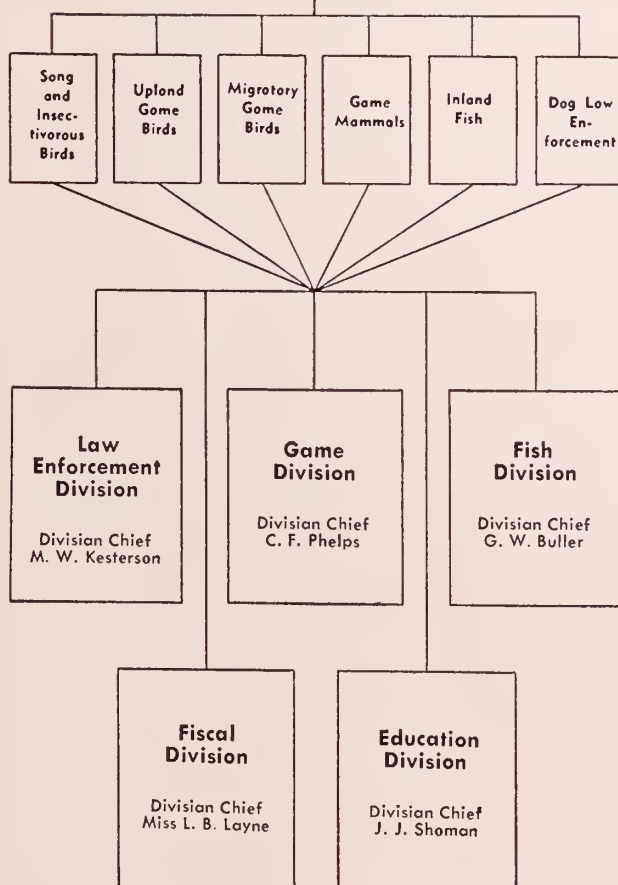 Song
and
Insec-
tivorous
Birds
Uplond
Gome
Birds
Migrotory
Game
Birds
Game
Mammals
Inland
Fish
Dog Low
En-
forcement
Law
Enforcement
Division
Divisian Chief
M. W. Kesterson
Game
Division
Divisian Chief
C. F. Phelps
Fish
Division
Divisian Chief
G. W. Buller
Fiscal
Division
Divisian Chief
Miss L. B. Layne
Education
Division
Divisian Chief
J. J. Shoman